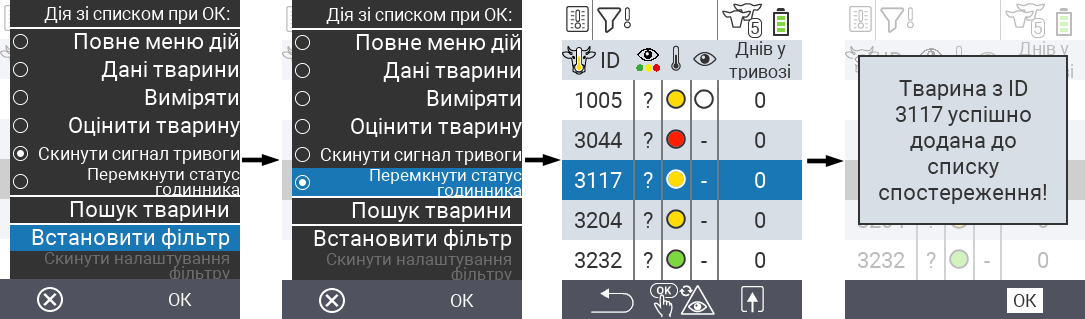 Дія зі списком при ОК:
Повне меню дій
Дані тварини
Виміряти
Оцінити тварину
Скинути сигнал тривоги
Перемкнути статус
годинника
Пошук тварини
Встановити фільтр
Скинути налаштування
фільтру
OK
Дія зі списком при ОК:
Повне меню дій
Дані тварини
Виміряти
Оцінити тварину
Скинути сигнал тривоги
Перемкнути статус
годинника
Пошук тварини
Встановити фільтр
Скинути налаштування
фільтру
OK
5
ID Днів у
тривозі
1005 ? 0
3044 ? - 0
3117 ? - 0
3204 ? - 0
3232 ? - 0
OK
5
ID Днів у
тривозі
Тварина з ID
3117 успішно
додана до
списку
спостереження!
3232 ? - 0
OK